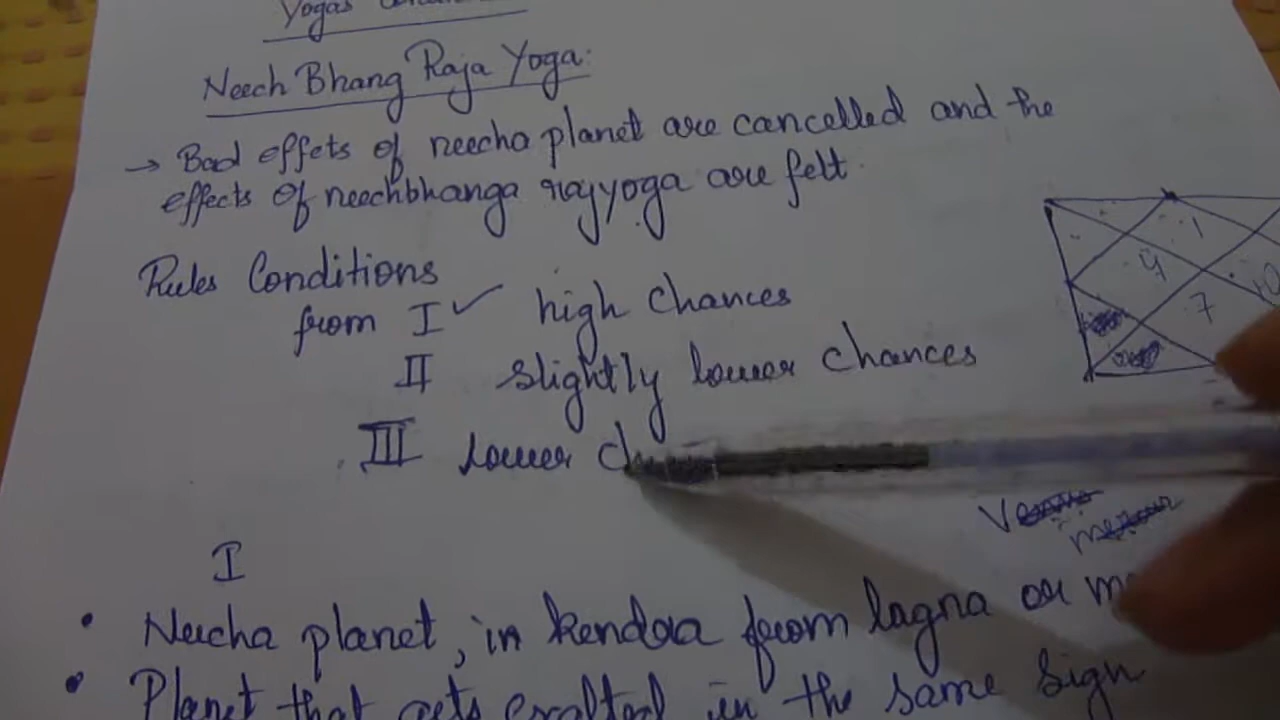 Yogas
Neech Bhang Raja Yoga:
→ Bad effets of neecha planet are cancelled and the
effects of neechbhanga rajyoga are felt
Rules Conditions
from I ✓ high chances
II slightly lower chances
III Lower
1
4
7
10
I
• Neecha planet, in kendra from lagna or
• Planet that gets exalted in the same sign